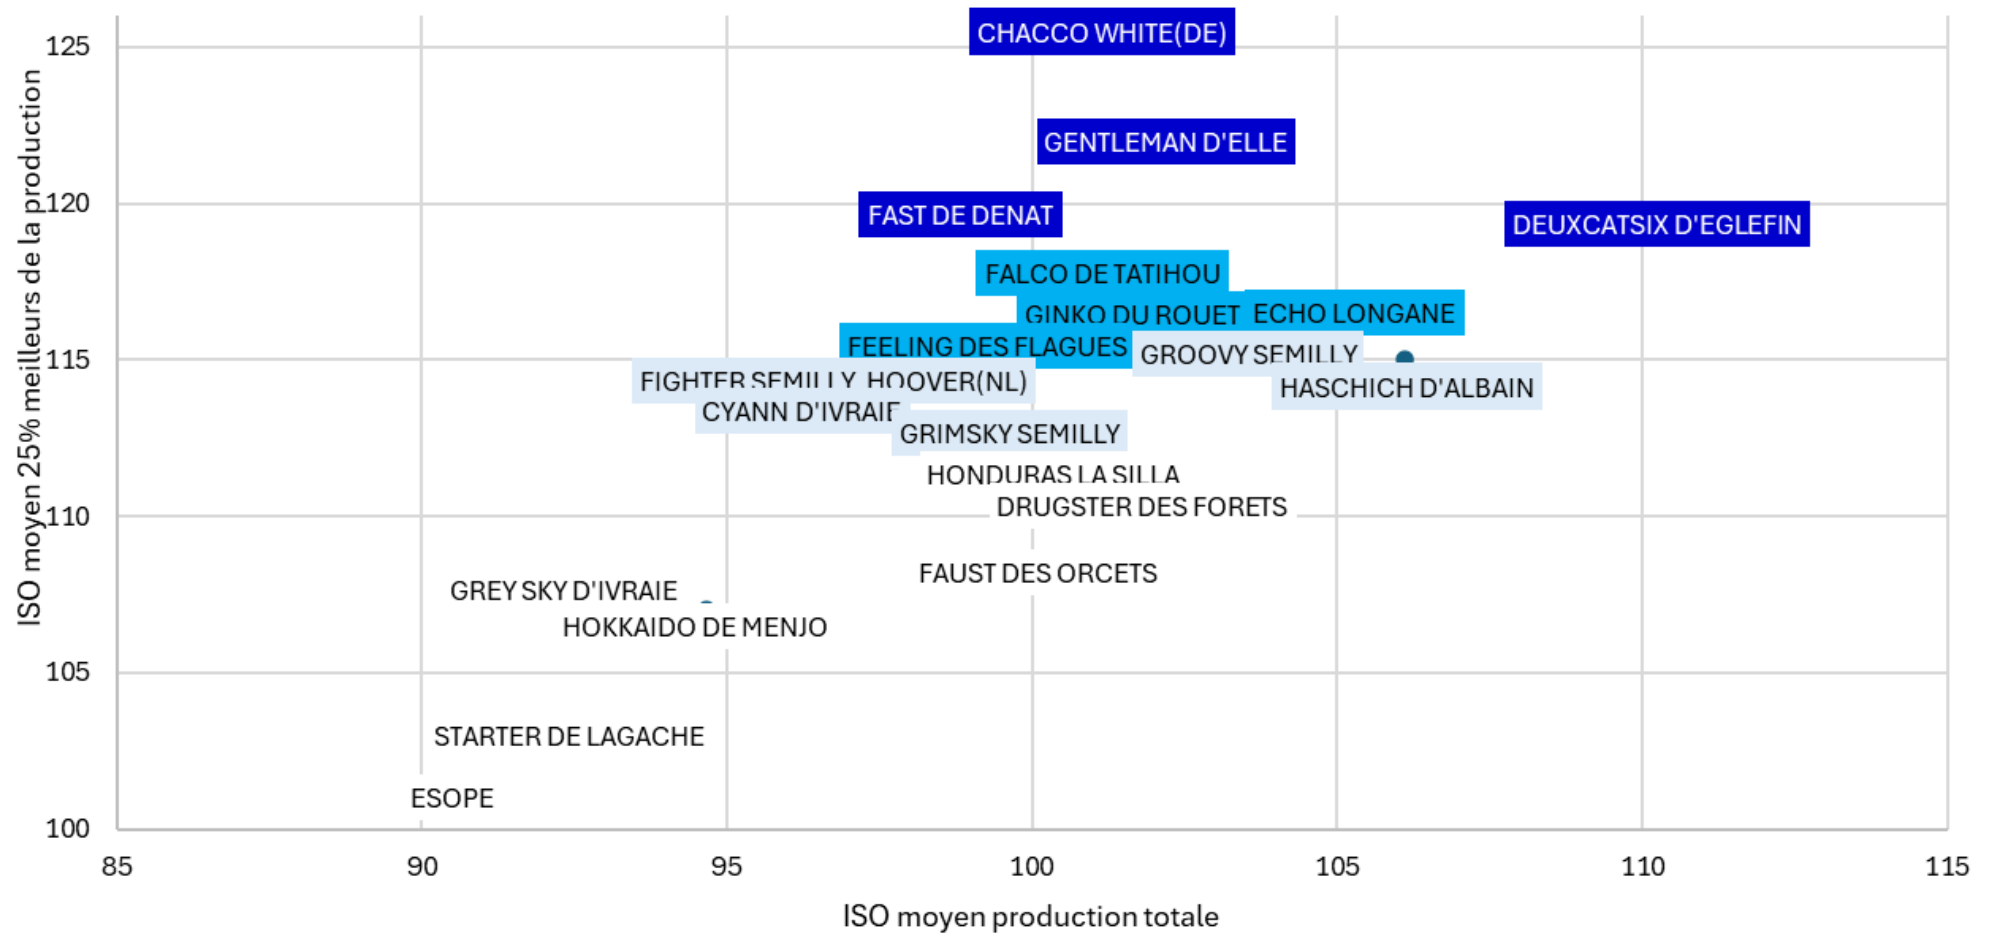 CHACCO WHITE(DE)
125
GENTLEMAN D'ELLE
120
FAST DE DENAT
DEUXCATSIX D'EGLEFIN
FALCO DE TATIHOU
GINKO DU ROUET
ECHO LONGANE
FEELING DES FLAGUES
GROOVY SEMILLY
115
FIGHTER SEMILLY
HOOVER(NL)
HASCHICH D'ALBAIN
CYANN D'IVRAIE
GRIMSKY SEMILLY
HONDURAS LA SILLA
DRUGSTER DES FORETS
110
FAUST DES ORCETS
GREY SKY D'IVRAIE
HOKKAIDO DE MENJO
105
STARTER DE LAGACHE
ESOPE
100
85 90 95 100 105 110 115
ISO moyen production totale
ISO moyen 25% meilleurs de la production